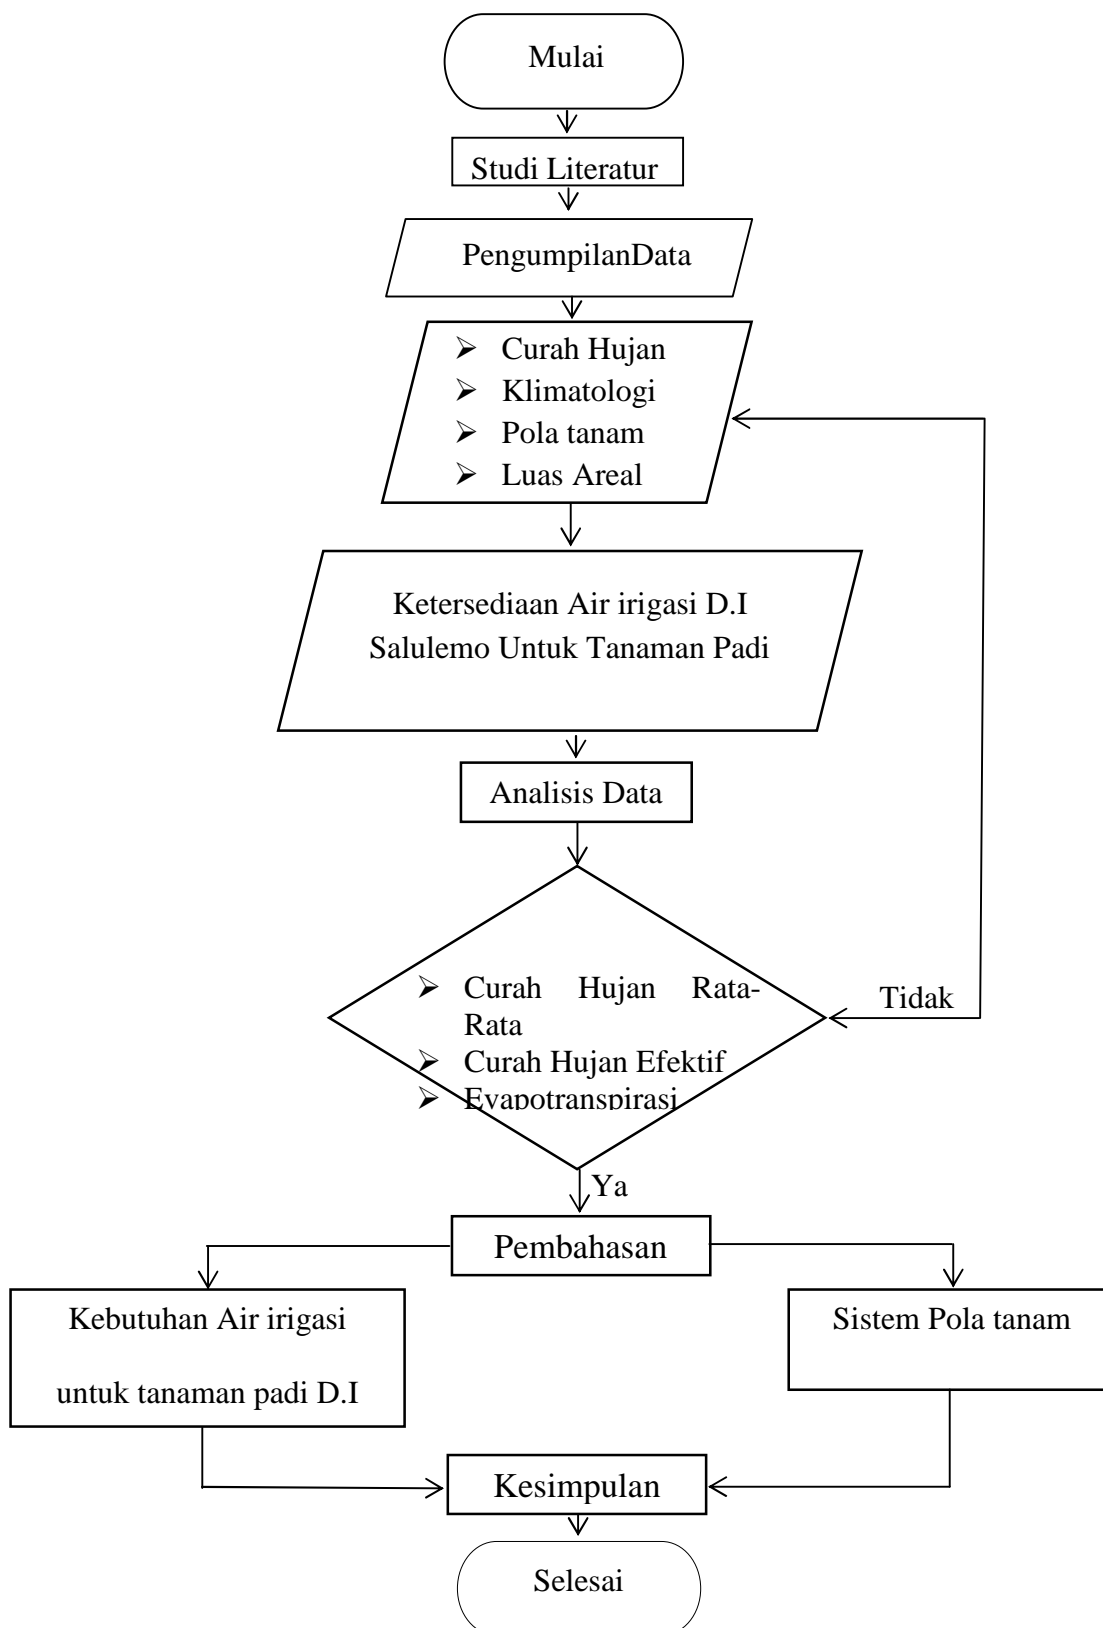 Mulai
Studi Literatur
PengumpilanData
➢ Curah Hujan
➢ Klimatologi
➢ Pola tanam
➢ Luas Areal
Ketersediaan Air irigasi D.I
Salulemo Untuk Tanaman Padi
Analisis Data
➢ Curah Hujan Rata-
Rata
➢ Curah Hujan Efektif
➢ Evapotranspirasi
Tidak
Ya
Pembahasan
Kebutuhan Air irigasi
untuk tanaman padi D.I
Sistem Pola tanam
Kesimpulan
Selesai